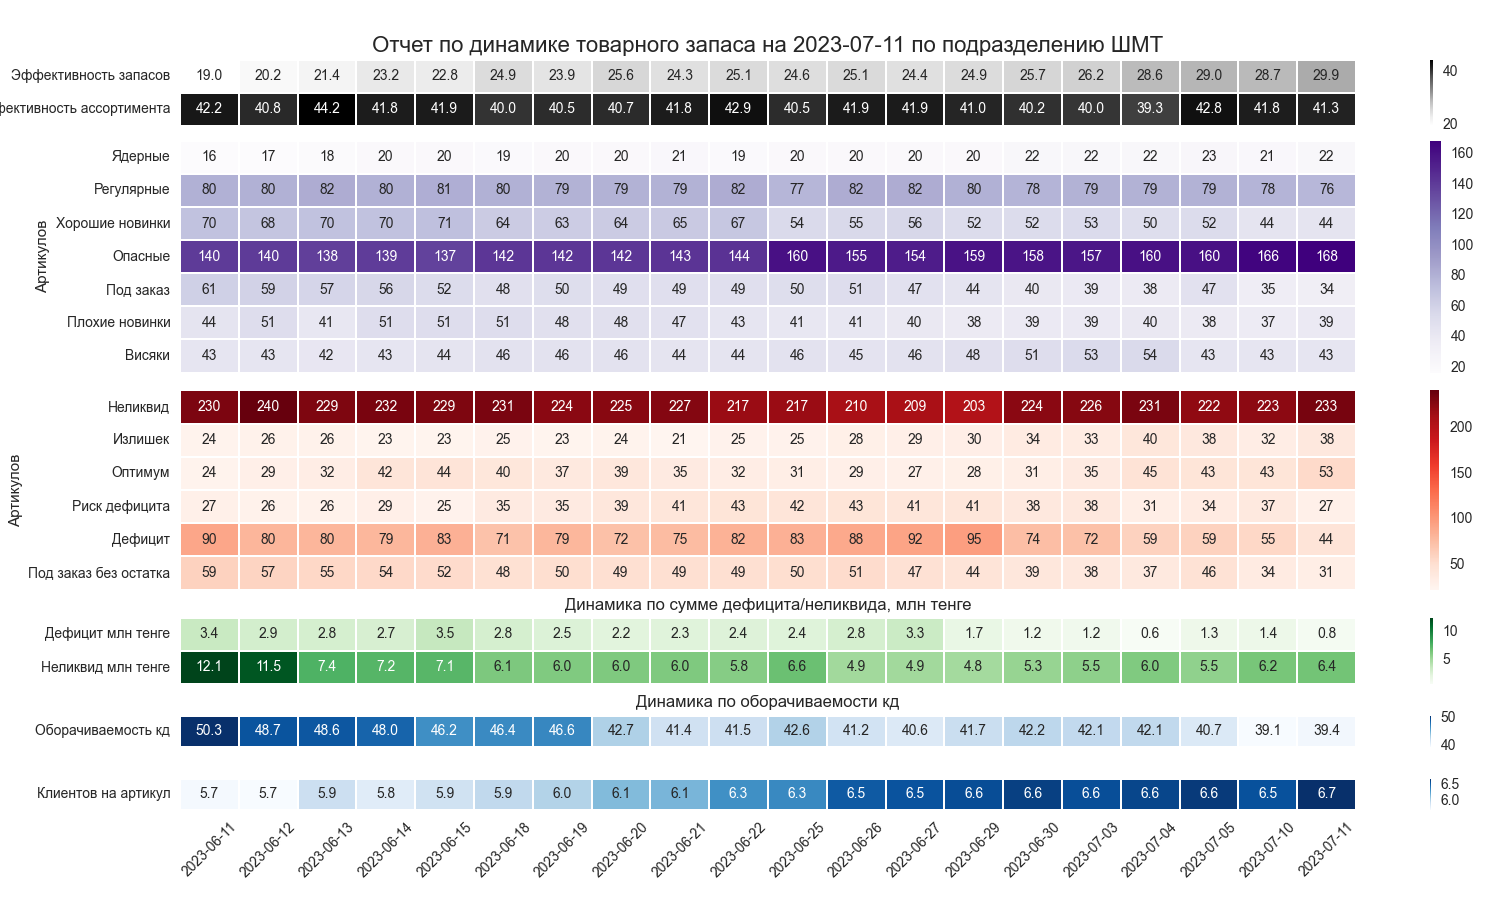 Отчет по динамике товарного запаса на 2023-07-11 по подразделению ШМТ
Эффективность запасов 19.0 20.2 21.4 23.2 22.8 24.9 23.9 25.6 24.3 25.1 24.6 25.1 24.4 24.9 25.7 26.2 28.6 29.0 28.7 29.9
фективность ассортимента 42.2 40.8 44.2 41.8 41.9 40.0 40.5 40.7 41.8 42.9 40.5 41.9 41.9 41.0 40.2 40.0 39.3 42.8 41.8 41.3
40
20
Артикулов
Ядерные 16 17 18 20 20 19 20 20 21 19 20 20 20 20 22 22 22 23 21 22
Регулярные 80 80 82 80 81 80 79 79 79 82 77 82 82 80 78 79 79 79 78 76
Хорошие новинки 70 68 70 70 71 64 63 64 65 67 54 55 56 52 52 53 50 52 44 44
Опасные 140 140 138 139 137 142 142 142 143 144 160 155 154 159 158 157 160 160 166 168
Под заказ 61 59 57 56 52 48 50 49 49 49 50 51 47 44 40 39 38 47 35 34
Плохие новинки 44 51 41 51 51 51 48 48 47 43 41 41 40 38 39 39 40 38 37 39
Висяки 43 43 42 43 44 46 46 46 44 44 46 45 46 48 51 53 54 43 43 43
160
140
120
100
80
60
40
20
Артикулов
Неликвид 230 240 229 232 229 231 224 225 227 217 217 210 209 203 224 226 231 222 223 233
Излишек 24 26 26 23 23 25 23 24 21 25 25 28 29 30 34 33 40 38 32 38
Оптимум 24 29 32 42 44 40 37 39 35 32 31 29 27 28 31 35 45 43 43 53
Риск дефицита 27 26 26 29 25 35 35 39 41 43 42 43 41 41 38 38 31 34 37 27
Дефицит 90 80 80 79 83 71 79 72 75 82 83 88 92 95 74 72 59 59 55 44
Под заказ без остатка 59 57 55 54 52 48 50 49 49 49 50 51 47 44 39 38 37 46 34 31
200
150
100
50
Динамика по сумме дефицита/неликвида, млн тенге
Дефицит млн тенге 3.4 2.9 2.8 2.7 3.5 2.8 2.5 2.2 2.3 2.4 2.4 2.8 3.3 1.7 1.2 1.2 0.6 1.3 1.4 0.8
Неликвид млн тенге 12.1 11.5 7.4 7.2 7.1 6.1 6.0 6.0 6.0 5.8 6.6 4.9 4.9 4.8 5.3 5.5 6.0 5.5 6.2 6.4
10
5
Динамика по оборачиваемости кд
Оборачиваемость кд 50.3 48.7 48.6 48.0 46.2 46.4 46.6 42.7 41.4 41.5 42.6 41.2 40.6 41.7 42.2 42.1 42.1 40.7 39.1 39.4
50
40
Клиентов на артикул 5.7 5.7 5.9 5.8 5.9 5.9 6.0 6.1 6.1 6.3 6.3 6.5 6.5 6.6 6.6 6.6 6.6 6.6 6.5 6.7
6.5
6.0
2023-06-11 2023-06-12 2023-06-13 2023-06-14 2023-06-15 2023-06-18 2023-06-19 2023-06-20 2023-06-21 2023-06-22 2023-06-25 2023-06-26 2023-06-27 2023-06-29 2023-06-30 2023-07-03 2023-07-04 2023-07-05 2023-07-10 2023-07-11